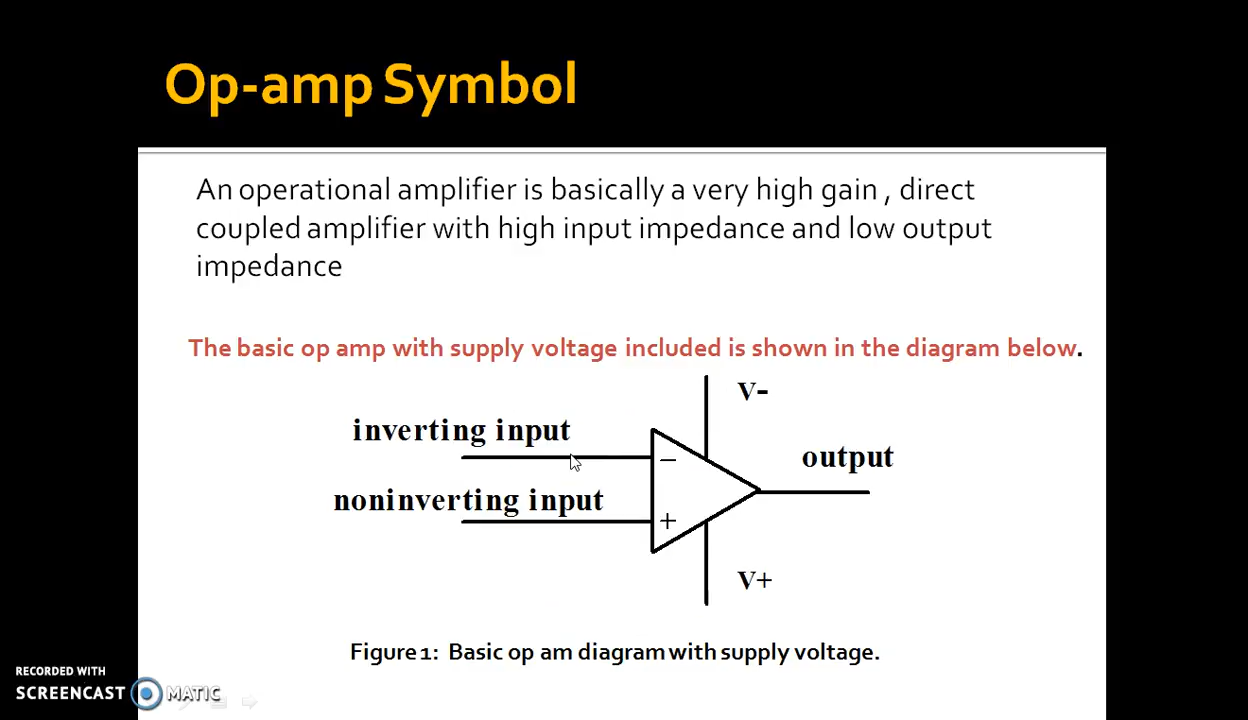 Op-amp Symbol
An operational amplifier is basically a very high gain , direct
coupled amplifier with high input impedance and low output
impedance
The basic op amp with supply voltage included is shown in the diagram below.
V-
inverting input
−
output
noninverting input
+
V+
Figure 1: Basic op am diagram with supply voltage.
RECORDED WITH
SCREENCAST MATIC